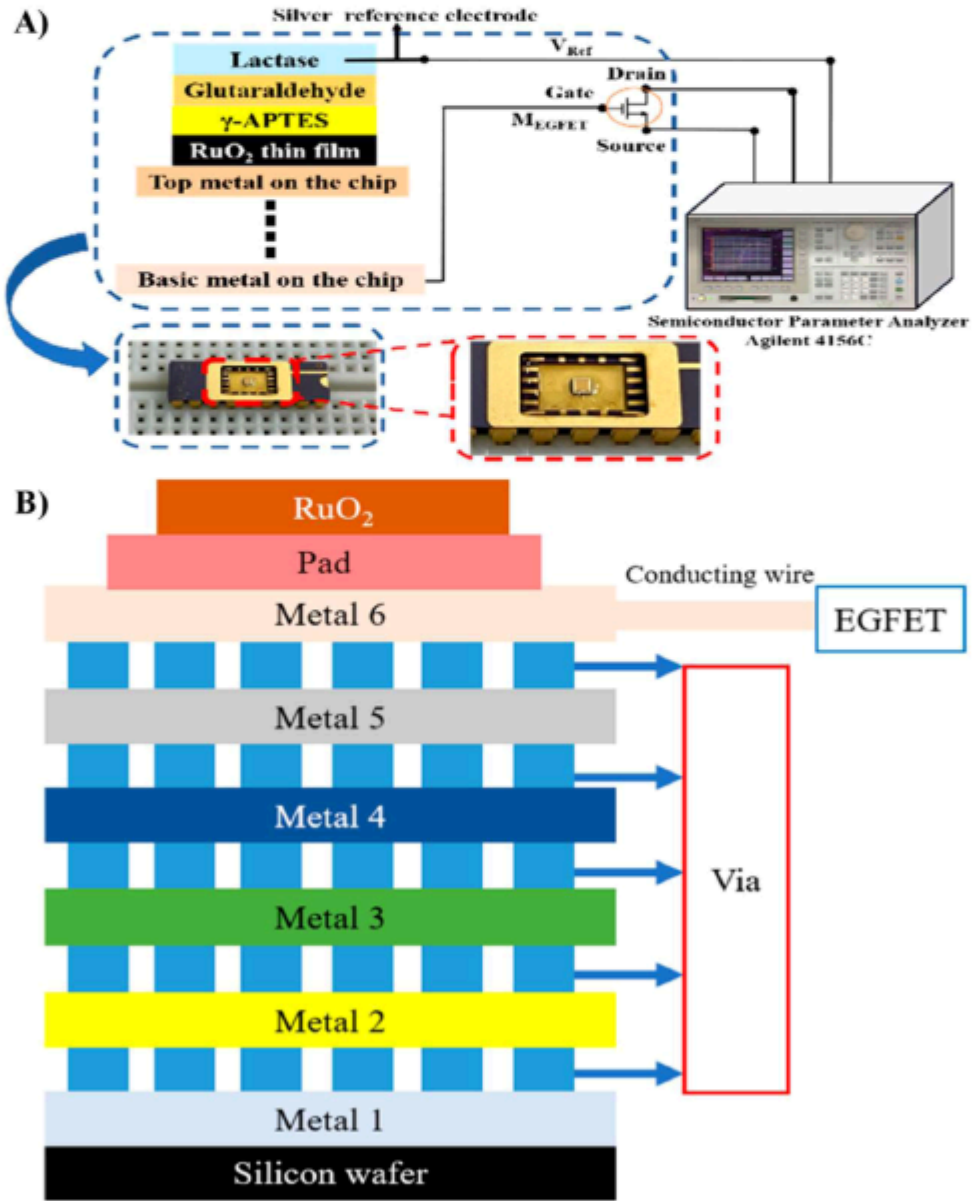 A)
Silver reference electrode
Lactase
V_Ref
Glutaraldehyde
Drain
γ-APTES
Gate
M_EGFET
RuO₂ thin film
Source
Top metal on the chip
Basic metal on the chip
Semiconductor Parameter Analyzer
Agilent 4156C
B)
RuO₂
Pad
Conducting wire
Metal 6
EGFET
Metal 5
Metal 4
Via
Metal 3
Metal 2
Metal 1
Silicon wafer